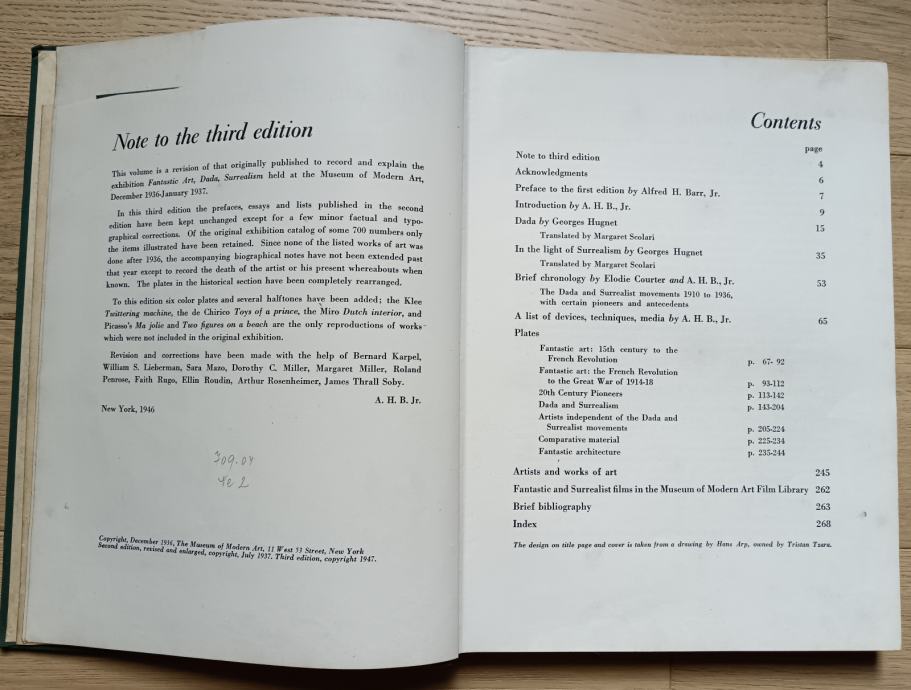 Note to the third edition
This volume is a revision of that originally published to record and explain the
exhibition Fantastic Art, Dada, Surrealism held at the Museum of Modern Art,
December 1936-January 1937.
In this third edition the prefaces, essays and lists published in the second
edition have been kept unchanged except for a few minor factual and typo-
graphical corrections. Of the original exhibition catalog of some 700 numbers only
the items illustrated have been retained. Since none of the listed works of art was
done after 1936, the accompanying biographical notes have not been extended past
that year except to record the death of the artist or his present whereabouts when
known. The plates in the historical section have been completely rearranged.
To this edition six color plates and several halftones have been added; the Klee
Twittering machine, the de Chirico Toys of a prince, the Miro Dutch interior, and
Picasso's Ma jolie and Two figures on a beach are the only reproductions of works
which were not included in the original exhibition.
Revision and corrections have been made with the help of Bernard Karpel,
William S. Lieberman, Sara Mazo, Dorothy C. Miller, Margaret Miller, Roland
Penrose, Faith Rugo, Ellin Roudin, Arthur Rosenheimer, James Thrall Soby.
A. H. B. Jr.
New York, 1946
709.04
Copyright, December 1936, The Museum of Modern Art, 11 West 53 Street, New York
Second edition, revised and enlarged, copyright, July 1937. Third edition, copyright 1947.
Contents
page
Note to third edition 4
Acknowledgments 6
Preface to the first edition by Alfred H. Barr, Jr. 7
Introduction by A. H. B., Jr. 9
Dada by Georges Hugnet 15
Translated by Margaret Scolari
In the light of Surrealism by Georges Hugnet 35
Translated by Margaret Scolari
Brief chronology by Elodie Courter and A. H. B., Jr. 53
The Dada and Surrealist movements 1910 to 1936,
with certain pioneers and antecedents
A list of devices, techniques, media by A. H. B., Jr. 65
Plates
Fantastic art: 15th century to the
French Revolution p. 67- 92
Fantastic art: the French Revolution
to the Great War of 1914-18 p. 93-112
20th Century Pioneers p. 113-142
Dada and Surrealism p. 143-204
Artists independent of the Dada and
Surrealist movements p. 205-224
Comparative material p. 225-234
Fantastic architecture p. 235-244
Artists and works of art 245
Fantastic and Surrealist films in the Museum of Modern Art Film Library 262
Brief bibliography 263
Index 268
The design on title page and cover is taken from a drawing by Hans Arp, owned by Tristan Tzara.